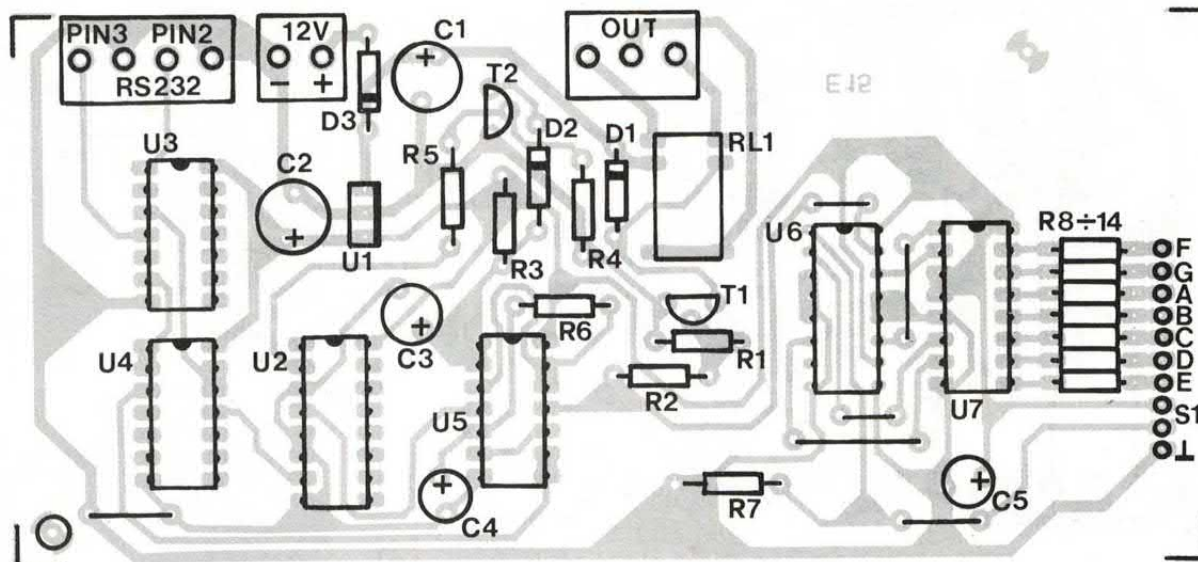 PIN3 PIN2
RS232
12V
- +
C1
OUT
T2
D3
D2
D1
RL1
E15
U3
C2
R5
U1
R3
R4
U6
R8÷14
F
G
A
B
C
D
E
S1
⊥
T1
R6
R1
C3
U4
U2
U5
R2
U7
C4
R7
C5